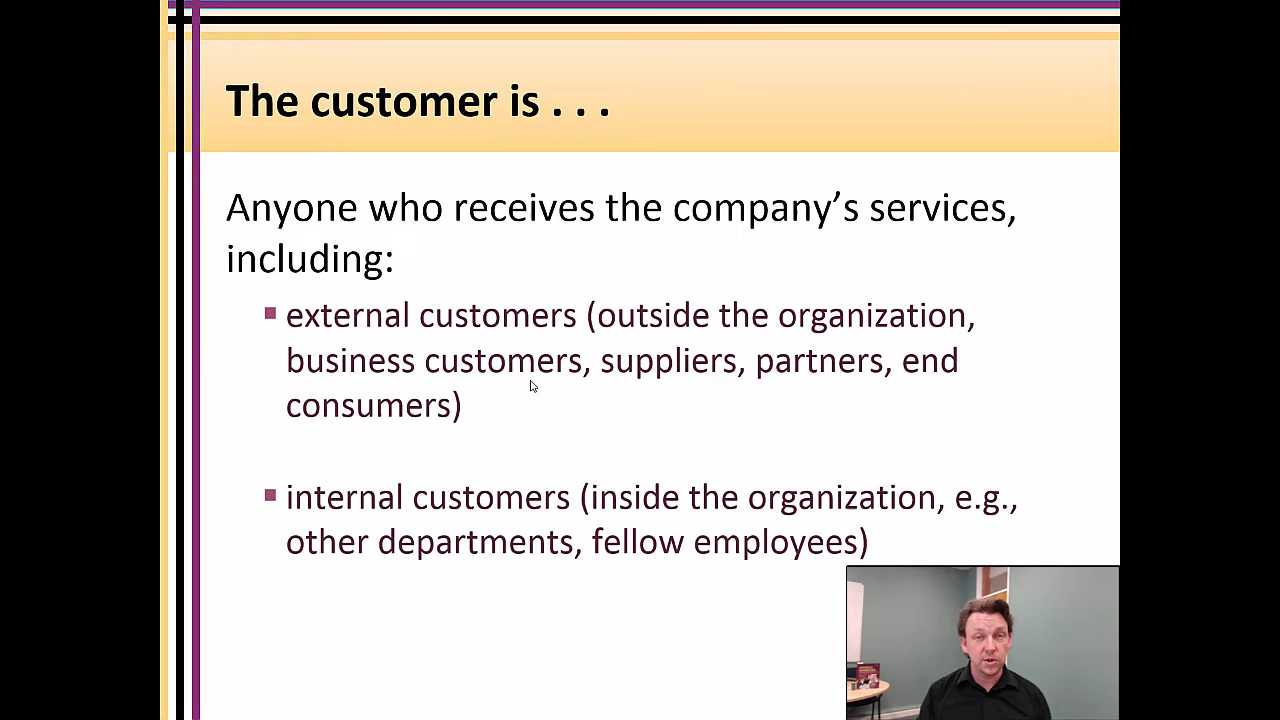 The customer is . . .
Anyone who receives the company’s services,
including:
external customers (outside the organization,
business customers, suppliers, partners, end
consumers)
internal customers (inside the organization, e.g.,
other departments, fellow employees)